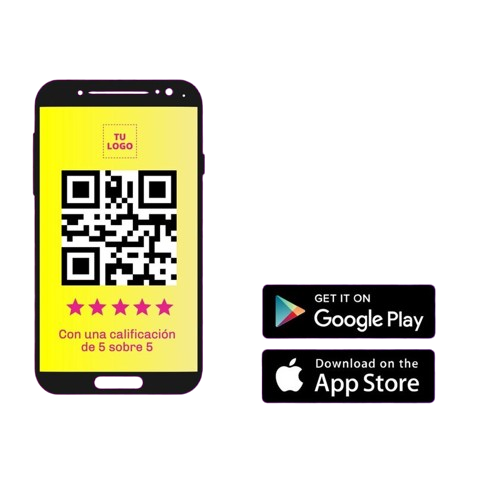 TU
LOGO
Con una calificación
de 5 sobre 5
GET IT ON
Google Play
Download on the
App Store